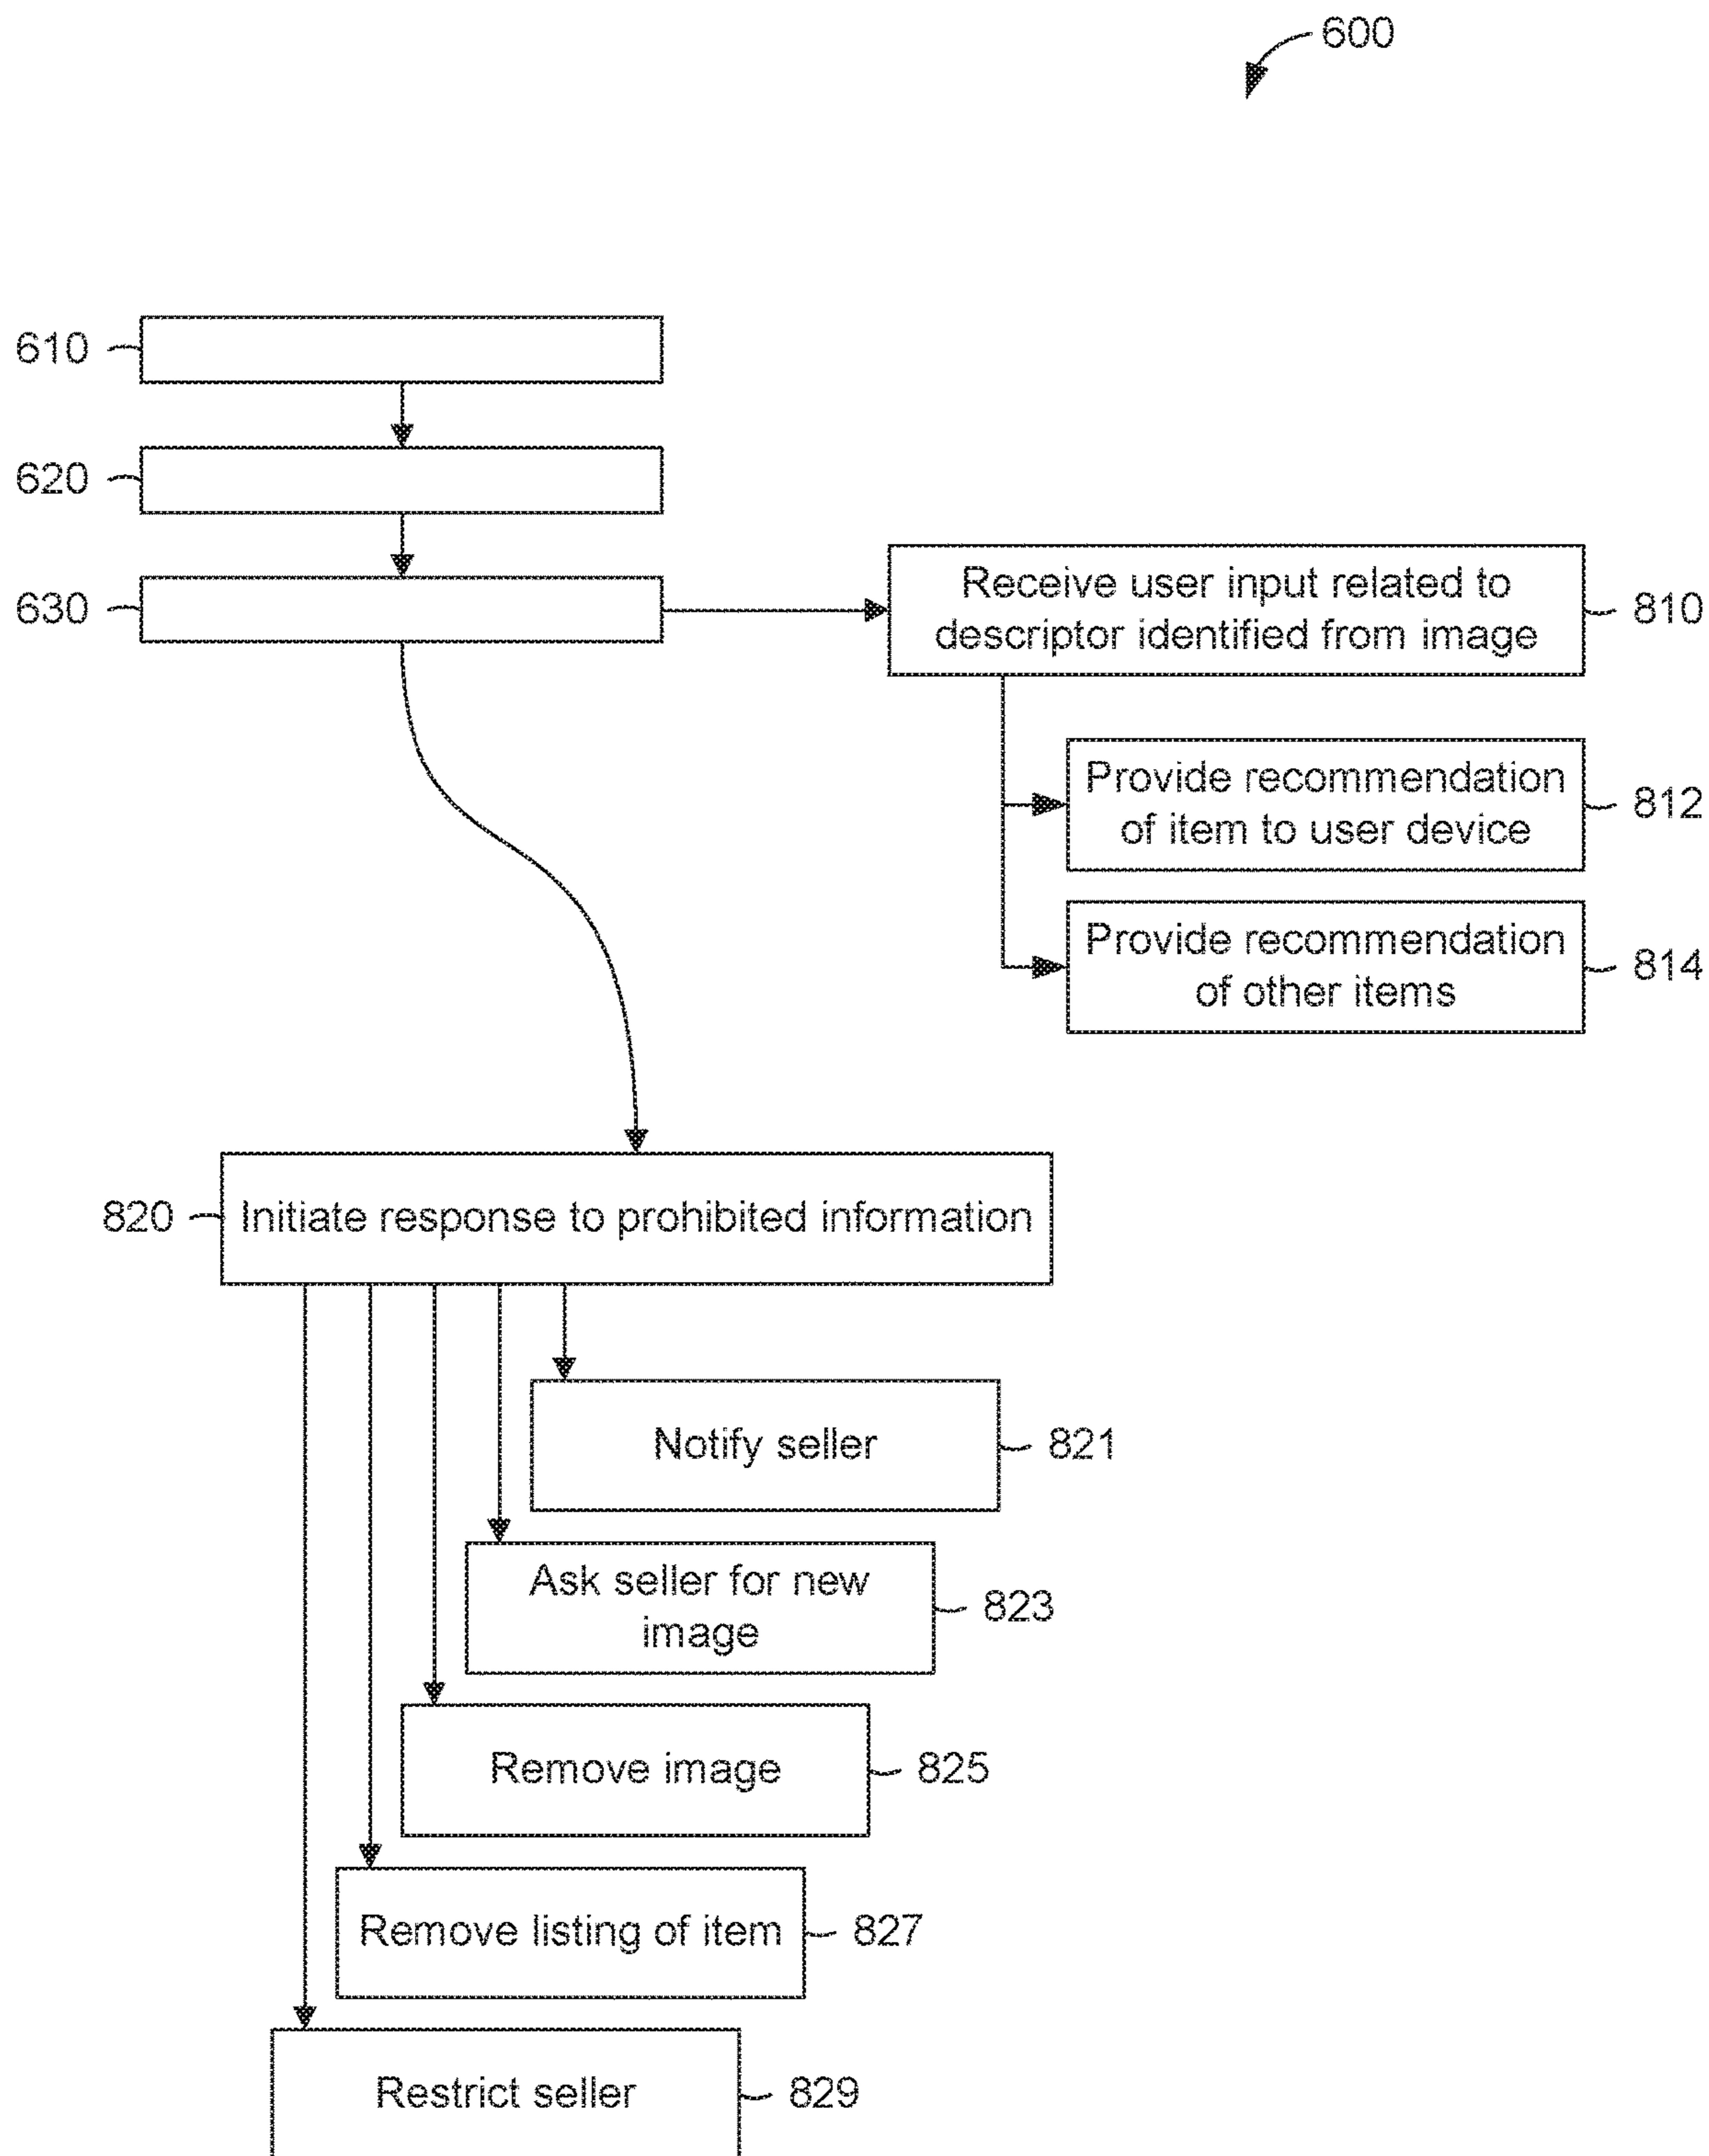 600
610
620
630
Receive user input related to
descriptor identified from image
810
Provide recommendation
of item to user device
812
Provide recommendation
of other items
814
820
Initiate response to prohibited information
Notify seller
821
Ask seller for new
image
823
Remove image
825
Remove listing of item
827
Restrict seller
829